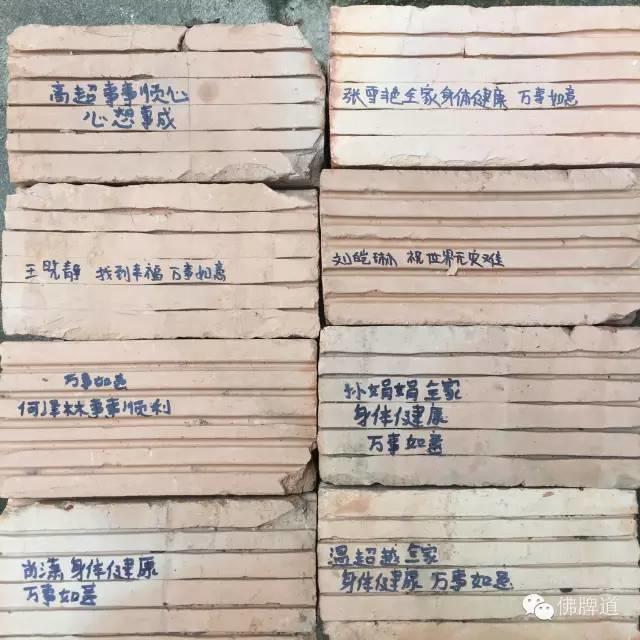 高超事事顺心
心想事成
张雪艳全家身体健康 万事如意
王晓静 找到幸福 万事如意
刘皑琳 祝世界无灾难
万事如意
何泽林事事顺利
孙娟娟全家
身体健康
万事如意
尚潇身体健康
万事如意
温超越全家
身体健康 万事如意
佛牌道